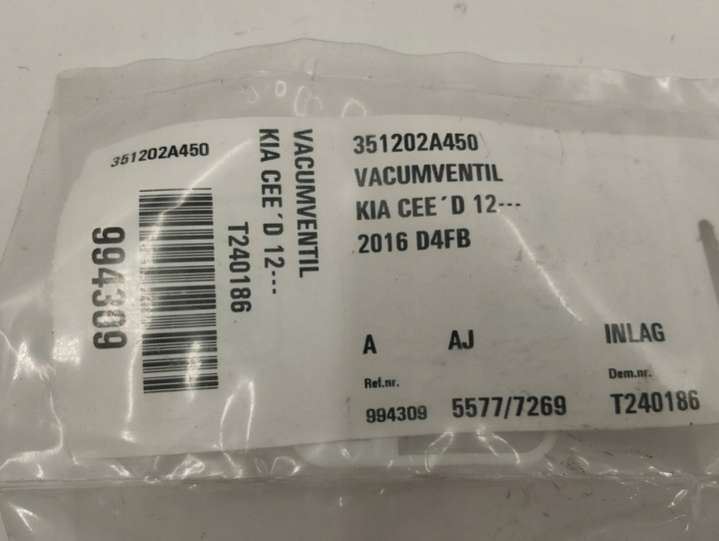 351202A450
994309
VACUMVENTIL
KIA CEE´D 12---
T240186
351202A450
VACUMVENTIL
KIA CEE´D 12---
2016 D4FB
A AJ INLAG
Ref.nr. Dem.nr.
994309 5577/7269 T240186